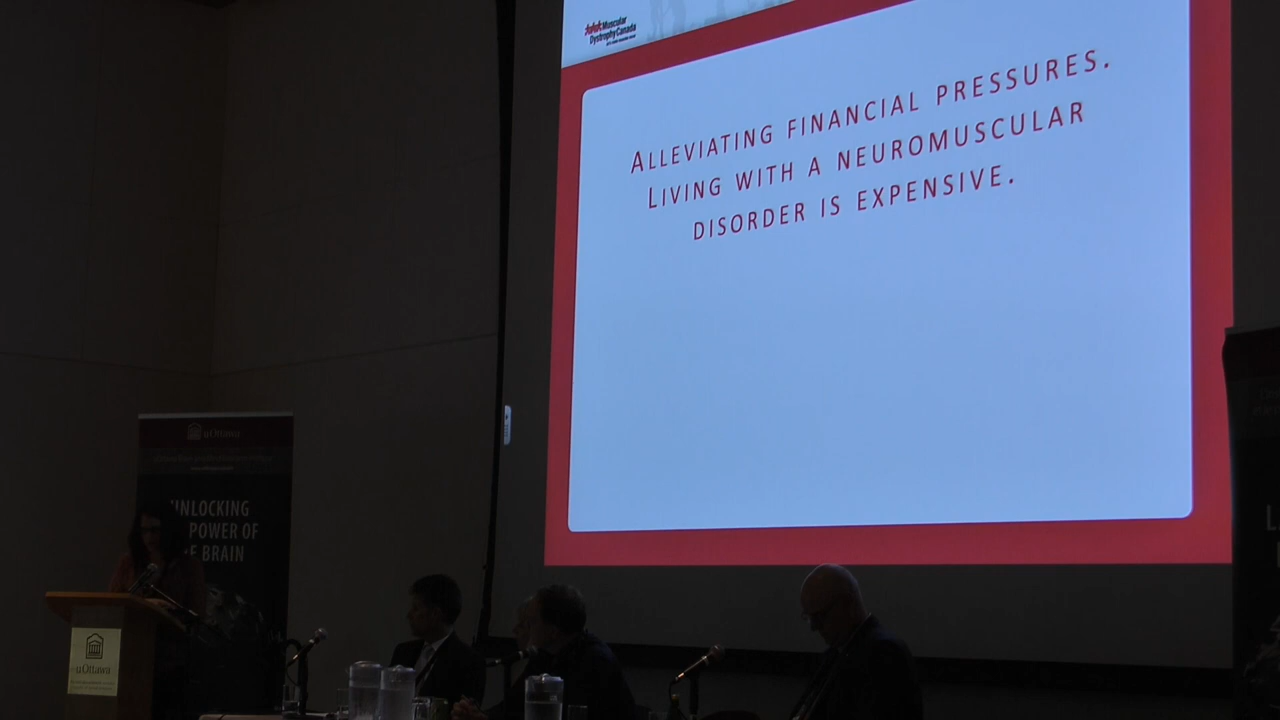 Muscular
Dystrophy Canada
ALLEVIATING FINANCIAL PRESSURES.
LIVING WITH A NEUROMUSCULAR
DISORDER IS EXPENSIVE.
uOttawa
UNLOCKING
POWER OF
BRAIN
uOttawa